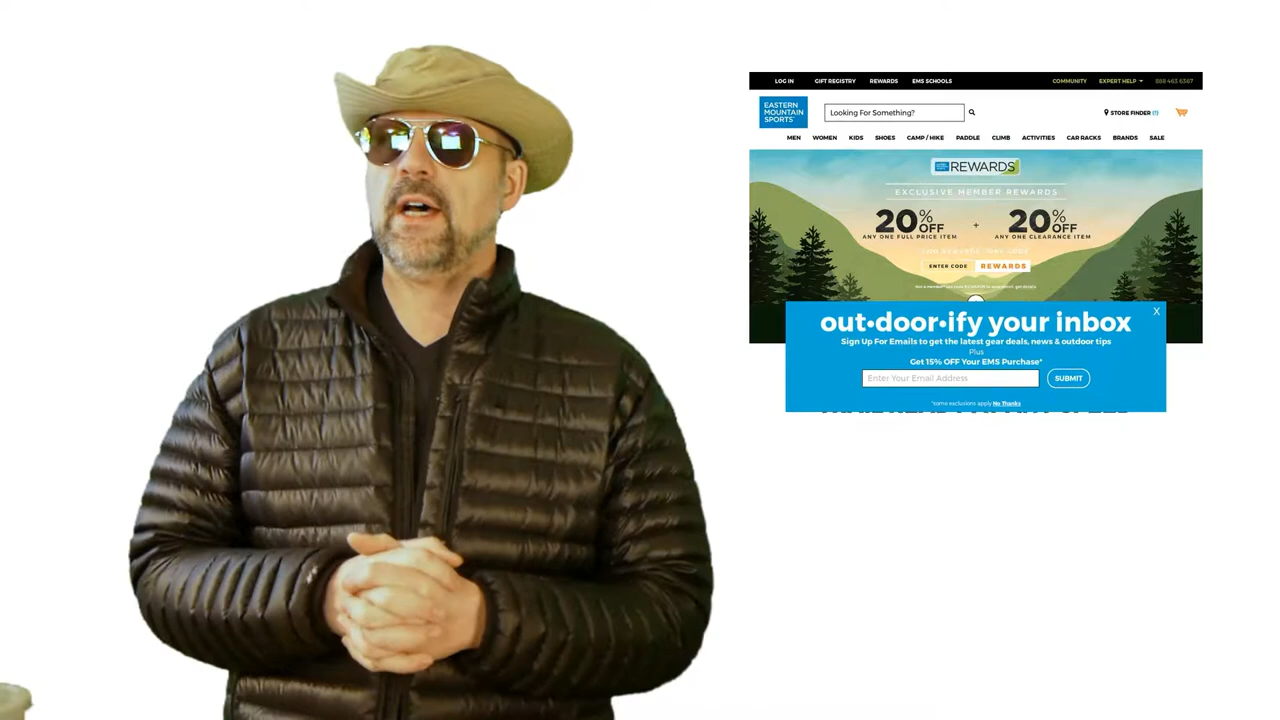 LOG IN GIFT REGISTRY REWARDS EMS SCHOOLS COMMUNITY EXPERT HELP 888 463 6367
EASTERN
MOUNTAIN
SPORTS
Looking For Something?
STORE FINDER (?)
MEN WOMEN KIDS SHOES CAMP / HIKE PADDLE CLIMB ACTIVITIES CAR RACKS BRANDS SALE
REWARDS
EXCLUSIVE MEMBER REWARDS
20% OFF + 20% OFF
ANY ONE FULL PRICE ITEM ANY ONE CLEARANCE ITEM
ENTER CODE REWARDS
X
out•door•ify your inbox
Sign Up For Emails to get the latest gear deals, news & outdoor tips
Plus
Get 15% OFF Your EMS Purchase*
Enter Your Email Address SUBMIT
*some exclusions apply No Thanks